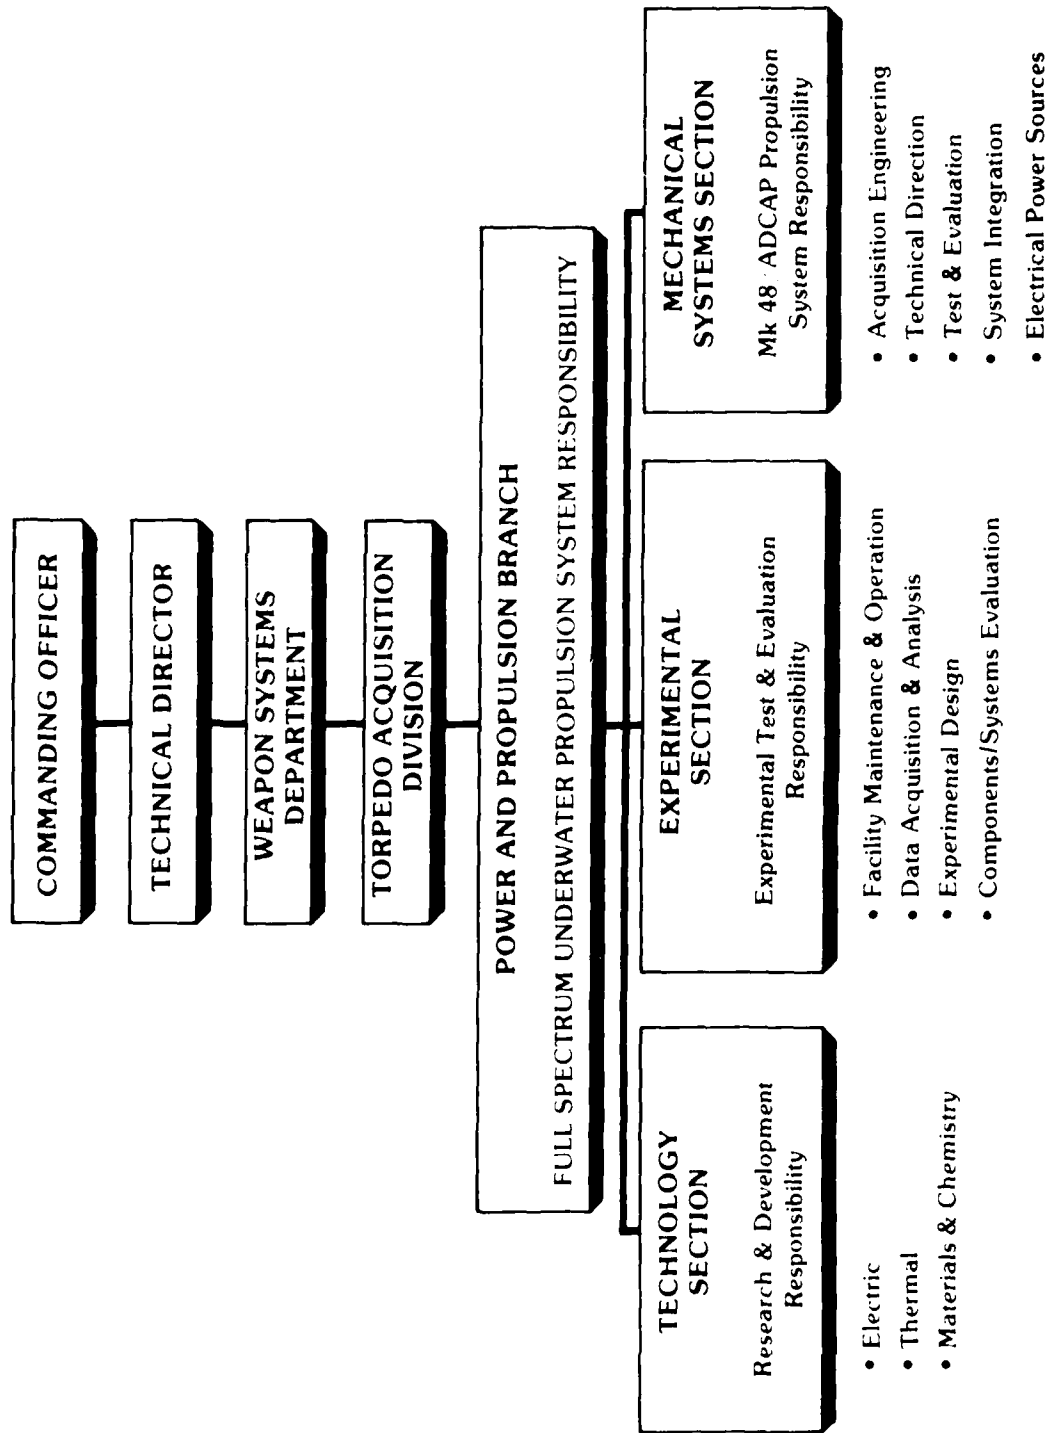 COMMANDING OFFICER
TECHNICAL DIRECTOR
WEAPON SYSTEMS
DEPARTMENT
TORPEDO ACQUISITION
DIVISION
POWER AND PROPULSION BRANCH
FULL SPECTRUM UNDERWATER PROPULSION SYSTEM RESPONSIBILITY
TECHNOLOGY
SECTION
Research & Development
Responsibility
• Electric
• Thermal
• Materials & Chemistry
EXPERIMENTAL
SECTION
Experimental Test & Evaluation
Responsibility
• Facility Maintenance & Operation
• Data Acquisition & Analysis
• Experimental Design
• Components/Systems Evaluation
MECHANICAL
SYSTEMS SECTION
Mk 48 ADCAP Propulsion
System Responsibility
• Acquisition Engineering
• Technical Direction
• Test & Evaluation
• System Integration
• Electrical Power Sources